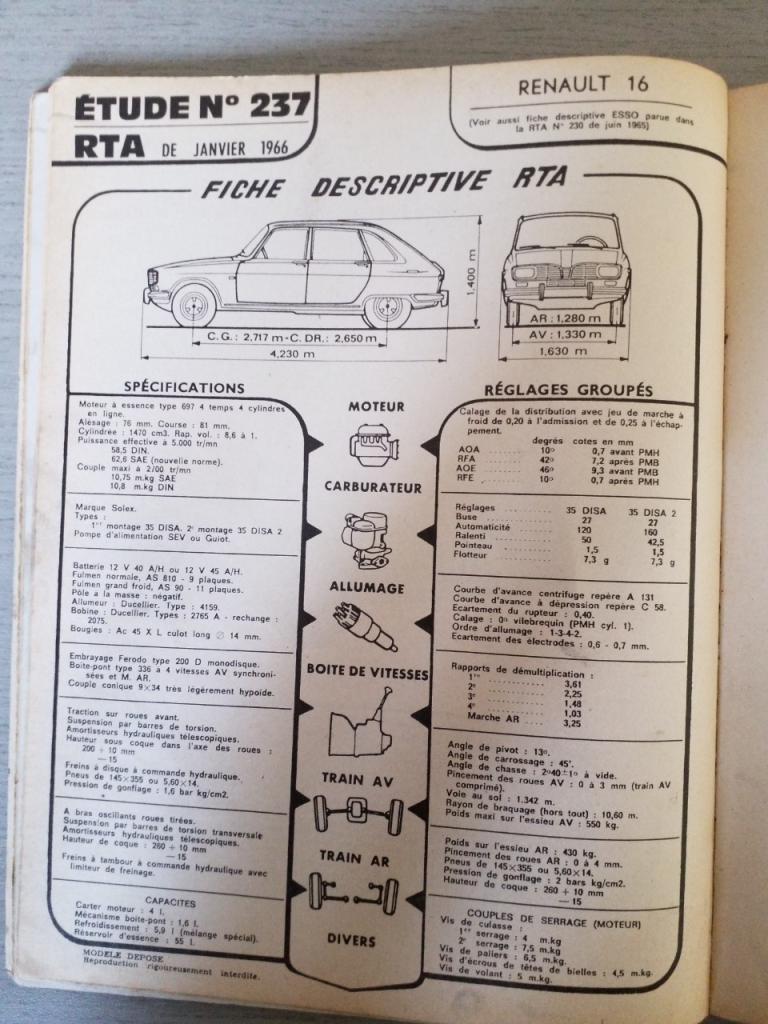 ÉTUDE Nº 237
RTA DE JANVIER 1966
RENAULT 16
(Voir aussi fiche descriptive ESSO parue dans
la RTA Nº 230 de juin 1965)
FICHE DESCRIPTIVE RTA
1,400 m
C.G.: 2,717 m-C.DR.: 2,650 m
4,230 m
AR: 1,280 m
AV: 1,330 m
1,630 m
SPÉCIFICATIONS
Moteur à essence type 697 4 temps 4 cylindres
en ligne.
Alésage : 76 mm. Course : 81 mm.
Cylindrée : 1470 cm3. Rap. vol. : 8,6 à 1.
Puissance effective à 5.000 tr/mn
58,5 DIN.
62,6 SAE (nouvelle norme).
Couple maxi à 2/00 tr/mn
10,75 m.kg SAE
10,8 m.kg DIN
Marque Solex.
Types :
1er montage 35 DISA. 2e montage 35 DISA 2
Pompe d'alimentation SEV ou Guiot.
Batterie 12 V 40 A/H ou 12 V 45 A/H.
Fulmen normale, AS 810 - 9 plaques.
Fulmen grand froid, AS 90 - 11 plaques.
Pôle à la masse : négatif.
Allumeur : Ducellier. Type : 4159.
Bobine : Ducellier. Types : 2765 A - rechange :
2075.
Bougies : Ac 45 X L culot long ∅ 14 mm.
Embrayage Ferodo type 200 D monodisque.
Boîte-pont type 336 à 4 vitesses AV synchroni-
sées et M. AR.
Couple conique 9×34 très légèrement hypoïde.
Traction sur roues avant.
Suspension par barres de torsion.
Amortisseurs hydrauliques télescopiques.
Hauteur sous coque dans l'axe des roues :
200 + 10 mm
— 15
Freins à disque à commande hydraulique.
Pneus de 145×355 ou 5,60×14.
Pression de gonflage : 1,6 bar kg/cm2.
A bras oscillants roues tirées.
Suspension par barres de torsion transversale
Amortisseurs hydrauliques télescopiques.
Hauteur de coque : 260 + 10 mm
— 15
Freins à tambour à commande hydraulique avec
limiteur de freinage.
CAPACITES
Carter moteur : 4 l.
Mécanisme boîte-pont : 1,6 l.
Refroidissement : 5,9 l (mélange spécial).
Réservoir d'essence : 55 l.
MODELE DEPOSE
Reproduction rigoureusement interdite.
MOTEUR
CARBURATEUR
ALLUMAGE
BOITE DE VITESSES
TRAIN AV
TRAIN AR
DIVERS
RÉGLAGES GROUPÉS
Calage de la distribution avec jeu de marche à
froid de 0,20 à l'admission et de 0,25 à l'échap-
pement.
degrés cotes en mm
AOA 10º 0,7 avant PMH
RFA 42º 7,2 après PMB
AOE 46º 9,3 avant PMB
RFE 10º 0,7 après PMH
Réglages 35 DISA 35 DISA 2
Buse 27 27
Automaticité 120 160
Ralenti 50 42,5
Pointeau 1,5 1,5
Flotteur 7,3 g 7,3 g
Courbe d'avance centrifuge repère A 131
Courbe d'avance à dépression repère C 58.
Ecartement du rupteur : 0,40.
Calage : 0º vilebrequin (PMH cyl. 1).
Ordre d'allumage : 1-3-4-2.
Ecartement des électrodes : 0,6 - 0,7 mm.
Rapports de démultiplication :
1re 3,61
2e 2,25
3e 1,48
4e 1,03
Marche AR 3,25
Angle de pivot : 13º.
Angle de carrossage : 45'.
Angle de chasse : 2º40±1º à vide.
Pincement des roues AV : 0 à 3 mm (train AV
comprimé).
Voie au sol : 1.342 m.
Rayon de braquage (hors tout) : 10,60 m.
Poids maxi sur l'essieu AV : 550 kg.
Poids sur l'essieu AR : 430 kg.
Pincement des roues AR : 0 à 4 mm.
Pneus de 145×355 ou 5,60×14.
Pression de gonflage : 2 bars kg/cm2.
Hauteur de coque : 260 + 10 mm
— 15
COUPLES DE SERRAGE (MOTEUR)
Vis de culasse :
1er serrage : 4 m.kg
2e serrage : 7,5 m.kg
Vis de paliers : 6,5 m.kg.
Vis d'écrous de têtes de bielles : 4,5 m.kg.
Vis de volant : 5 m.kg.